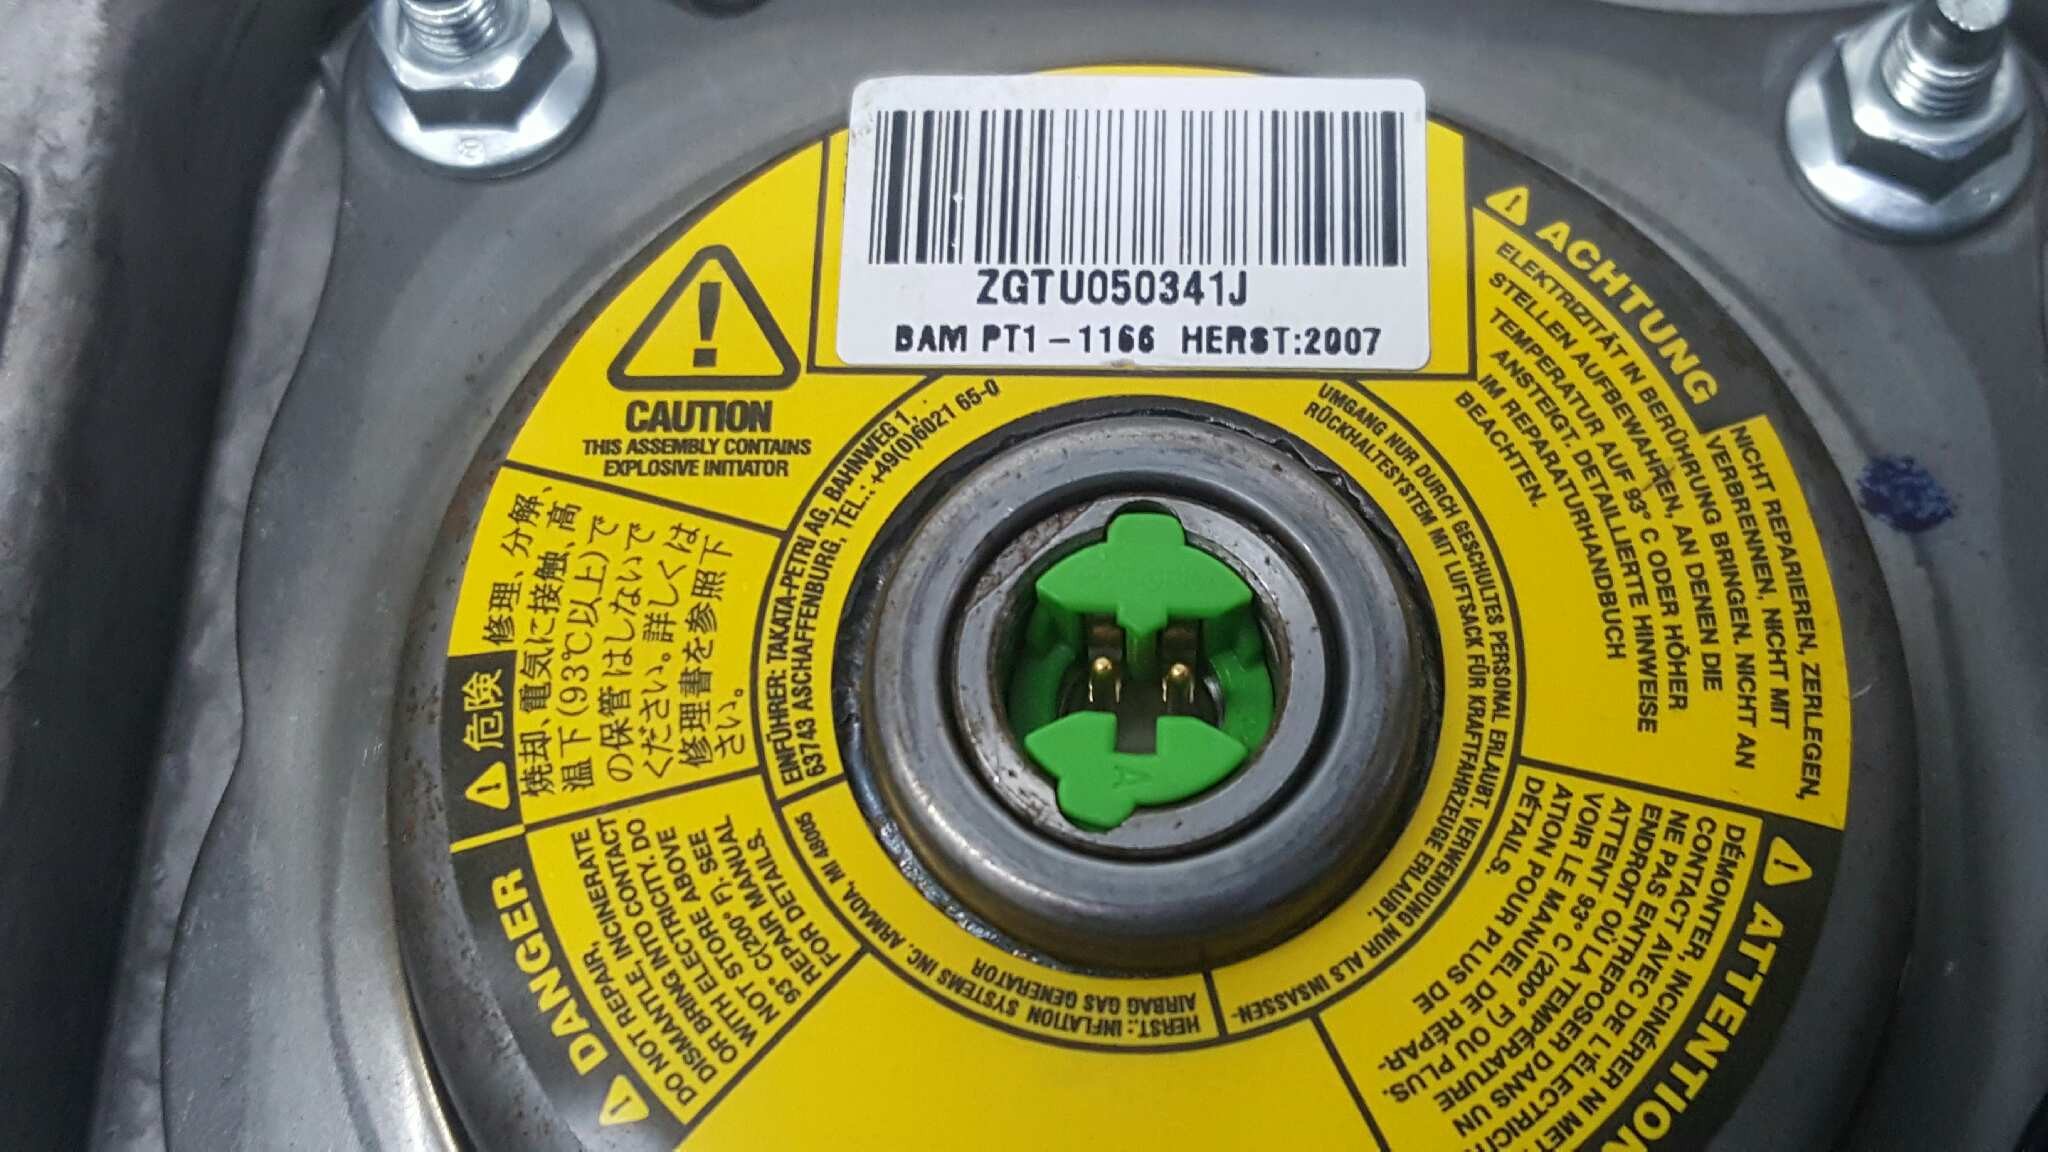 ZGTU050341J
BAM PT1-1166 HERST:2007
CAUTION
THIS ASSEMBLY CONTAINS
EXPLOSIVE INITIATOR
ACHTUNG
NICHT REPARIEREN, ZERLEGEN,
VERBRENNEN, NICHT MIT
ELEKTRIZITÄT IN BERÜHRUNG BRINGEN. NICHT AN
STELLEN AUFBEWAHREN, AN DENEN DIE
TEMPERATUR AUF 93° C ODER HÖHER
ANSTEIGT. DETAILLIERTE HINWEISE
IM REPARATURHANDBUCH
BEACHTEN.
EINFÜHRER: TAKATA-PETRI AG, BAHNWEG 1,
63743 ASCHAFFENBURG, TEL.: +49(0)6021 65-0
UMGANG NUR DURCH GESCHULTES PERSONAL ERLAUBT. VERWENDUNG NUR ALS INSASSEN-
RÜCKHALTESYSTEM MIT LUFTSACK FÜR KRAFTFAHRZEUGE ERLAUBT.
危険
修理、分解、
焼却、電気に接触、高
温下(93℃以上)で
の保管はしないで
ください。詳しくは
修理書を参照下
さい。
DANGER
DO NOT REPAIR,
DISMANTLE, INCINERATE
OR BRING INTO CONTACT
WITH ELECTRICITY. DO
NOT STORE ABOVE
93° C(200° F). SEE
REPAIR MANUAL
FOR DETAILS.
HERST.: INFLATION SYSTEMS INC. ARMADA, MI 48005
AIRBAG GAS GENERATOR
ATTENTION
DÉMONTER, INCINÉRER NI MET
CONTACT AVEC DE L'ÉLECTRICIT
NE PAS ENTREPOSER DANS UN
ENDROIT OÙ LA TEMPÉRATURE
ATTENT 93° C (200° F) OU PLUS.
VOIR LE MANUEL DE RÉPAR-
ATION POUR PLUS DE
DÉTAILS.
A